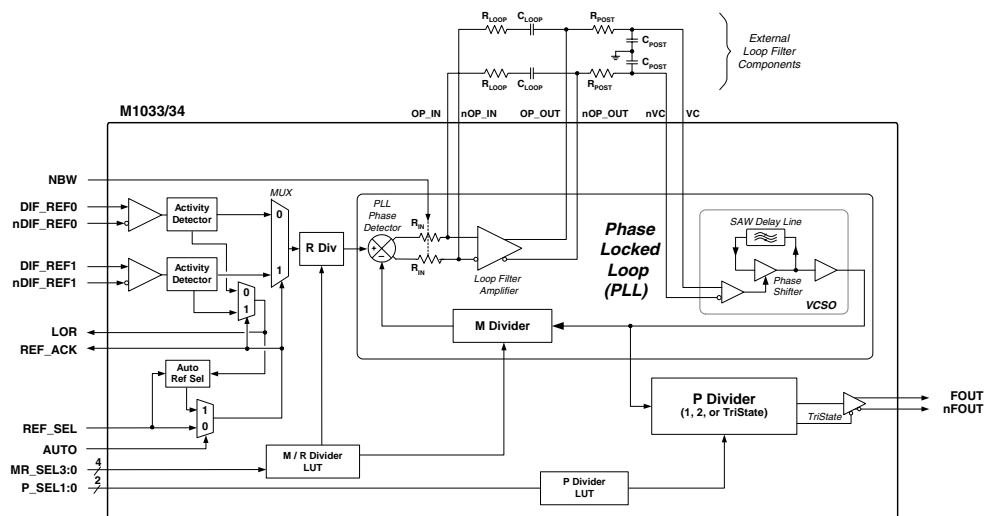 R_LOOP C_LOOP R_POST
C_POST
C_POST
R_LOOP C_LOOP R_POST
External
Loop Filter
Components
M1033/34
OP_IN nOP_IN OP_OUT nOP_OUT nVC VC
NBW
MUX
PLL
Phase
Detector
DIF_REF0
nDIF_REF0
Activity
Detector
0
R Div
R_IN
R_IN
+
–
Loop Filter
Amplifier
Phase
Locked
Loop
(PLL)
SAW Delay Line
Phase
Shifter
VCSO
DIF_REF1
nDIF_REF1
Activity
Detector
1
0
1
M Divider
LOR
REF_ACK
Auto
Ref Sel
1
0
REF_SEL
AUTO
P Divider
(1, 2, or TriState)
TriState
FOUT
nFOUT
MR_SEL3:0
4
M / R Divider
LUT
P_SEL1:0
2
P Divider
LUT